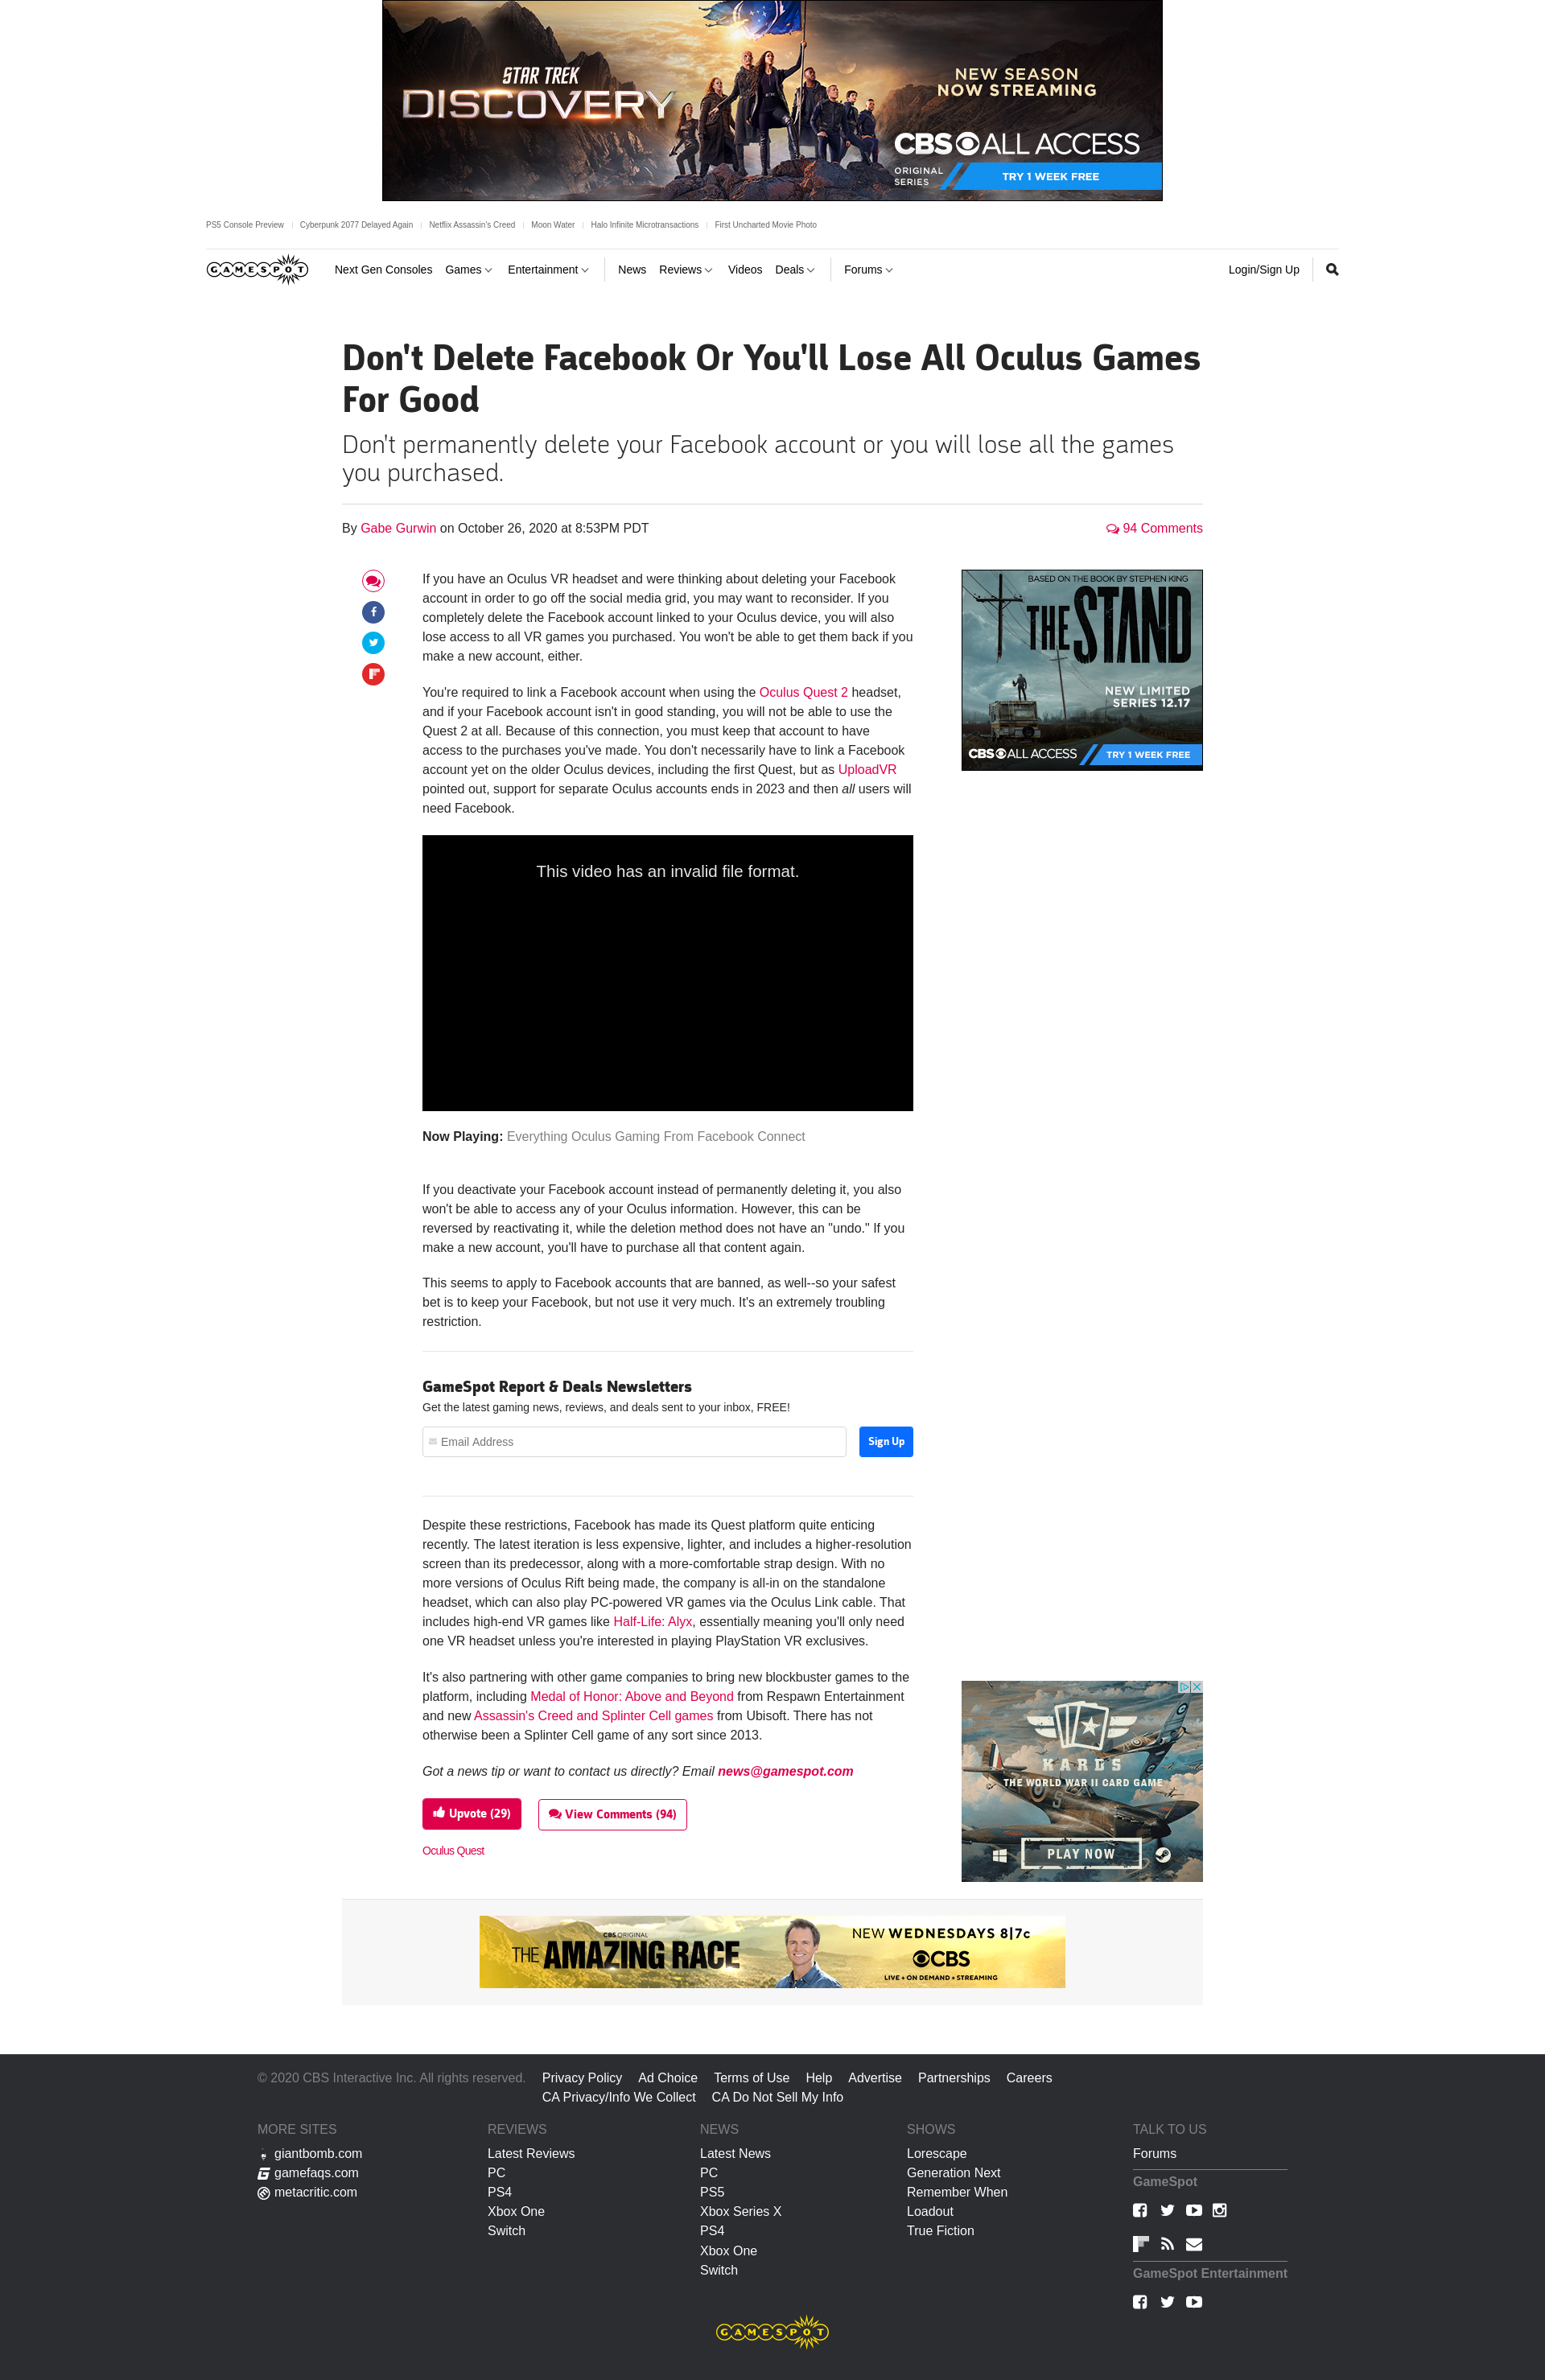 STAR TREK
DISCOVERY
NEW SEASON
NOW STREAMING
CBS ALL ACCESS
ORIGINAL
SERIES
TRY 1 WEEK FREE
PS5 Console Preview
Cyberpunk 2077 Delayed Again
Netflix Assassin's Creed
Moon Water
Halo Infinite Microtransactions
First Uncharted Movie Photo
GAMESPOT
Next Gen Consoles
Games
Entertainment
News
Reviews
Videos
Deals
Forums
Login/Sign Up
Don't Delete Facebook Or You'll Lose All Oculus Games
For Good
Don't permanently delete your Facebook account or you will lose all the games
you purchased.
By Gabe Gurwin on October 26, 2020 at 8:53PM PDT
94 Comments
If you have an Oculus VR headset and were thinking about deleting your Facebook
account in order to go off the social media grid, you may want to reconsider. If you
completely delete the Facebook account linked to your Oculus device, you will also
lose access to all VR games you purchased. You won't be able to get them back if you
make a new account, either.
BASED ON THE BOOK BY STEPHEN KING
THE STAND
NEW LIMITED
SERIES 12.17
CBS ALL ACCESS
TRY 1 WEEK FREE
You're required to link a Facebook account when using the Oculus Quest 2 headset,
and if your Facebook account isn't in good standing, you will not be able to use the
Quest 2 at all. Because of this connection, you must keep that account to have
access to the purchases you've made. You don't necessarily have to link a Facebook
account yet on the older Oculus devices, including the first Quest, but as UploadVR
pointed out, support for separate Oculus accounts ends in 2023 and then all users will
need Facebook.
This video has an invalid file format.
Now Playing: Everything Oculus Gaming From Facebook Connect
If you deactivate your Facebook account instead of permanently deleting it, you also
won't be able to access any of your Oculus information. However, this can be
reversed by reactivating it, while the deletion method does not have an "undo." If you
make a new account, you'll have to purchase all that content again.
This seems to apply to Facebook accounts that are banned, as well--so your safest
bet is to keep your Facebook, but not use it very much. It's an extremely troubling
restriction.
GameSpot Report & Deals Newsletters
Get the latest gaming news, reviews, and deals sent to your inbox, FREE!
Email Address
Sign Up
Despite these restrictions, Facebook has made its Quest platform quite enticing
recently. The latest iteration is less expensive, lighter, and includes a higher-resolution
screen than its predecessor, along with a more-comfortable strap design. With no
more versions of Oculus Rift being made, the company is all-in on the standalone
headset, which can also play PC-powered VR games via the Oculus Link cable. That
includes high-end VR games like Half-Life: Alyx, essentially meaning you'll only need
one VR headset unless you're interested in playing PlayStation VR exclusives.
It's also partnering with other game companies to bring new blockbuster games to the
platform, including Medal of Honor: Above and Beyond from Respawn Entertainment
and new Assassin's Creed and Splinter Cell games from Ubisoft. There has not
otherwise been a Splinter Cell game of any sort since 2013.
Got a news tip or want to contact us directly? Email news@gamespot.com
Upvote (29)
View Comments (94)
Oculus Quest
KARDS
THE WORLD WAR II CARD GAME
PLAY NOW
CBS ORIGINAL
THE AMAZING RACE
NEW WEDNESDAYS 8|7c
CBS
LIVE + ON DEMAND + STREAMING
© 2020 CBS Interactive Inc. All rights reserved.
Privacy Policy
Ad Choice
Terms of Use
Help
Advertise
Partnerships
Careers
CA Privacy/Info We Collect
CA Do Not Sell My Info
MORE SITES
giantbomb.com
gamefaqs.com
metacritic.com
REVIEWS
Latest Reviews
PC
PS4
Xbox One
Switch
NEWS
Latest News
PC
PS5
Xbox Series X
PS4
Xbox One
Switch
SHOWS
Lorescape
Generation Next
Remember When
Loadout
True Fiction
TALK TO US
Forums
GameSpot
GameSpot Entertainment
GAMESPOT